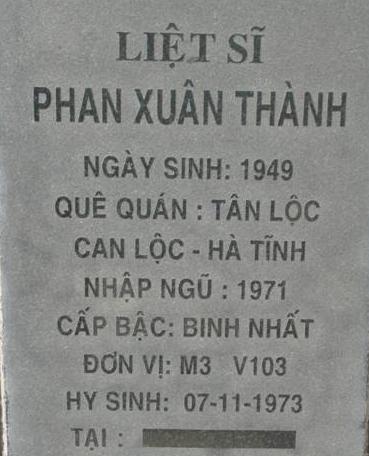 LIỆT SĨ
PHAN XUÂN THÀNH
NGÀY SINH: 1949
QUÊ QUÁN : TÂN LỘC
CAN LỘC - HÀ TĨNH
NHẬP NGŨ : 1971
CẤP BẬC: BINH NHẤT
ĐƠN VỊ: M3 V103
HY SINH: 07-11-1973
TẠI :